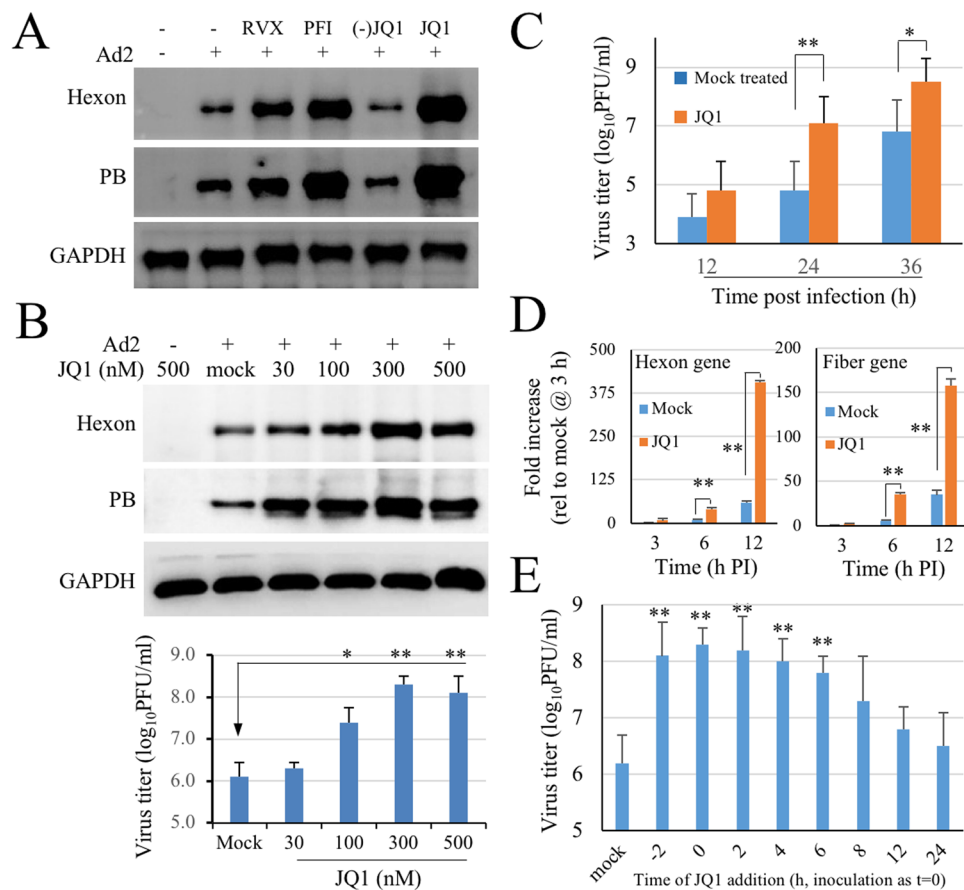 A
- - RVX PFI (-)JQ1 JQ1
Ad2 - + + + + +
Hexon
PB
GAPDH
B
Ad2 - + + + + +
JQ1 (nM) 500 mock 30 100 300 500
Hexon
PB
GAPDH
Virus titer (log10PFU/ml)
9.0
8.0
7.0
6.0
5.0
* ** **
Mock 30 100 300 500
JQ1 (nM)
C
Virus titer (log10PFU/ml)
9
7
5
3
Mock treated
JQ1
** *
12 24 36
Time post infection (h)
D
Fold increase
(rel to mock @ 3 h)
500
375
250
125
0
Hexon gene
Mock
JQ1
**
**
3 6 12
Time (h PI)
200
150
100
50
0
Fiber gene
Mock
JQ1
**
**
3 6 12
Time (h PI)
E
Virus titer (log10PFU/ml)
9
8
7
6
5
** ** ** ** **
mock -2 0 2 4 6 8 12 24
Time of JQ1 addition (h, inoculation as t=0)